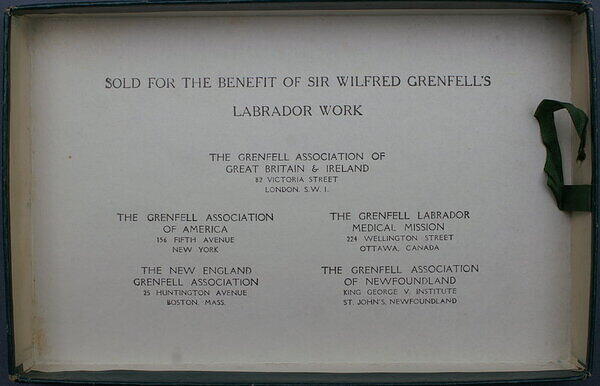 SOLD FOR THE BENEFIT OF SIR WILFRED GRENFELL'S
LABRADOR WORK
THE GRENFELL ASSOCIATION OF
GREAT BRITAIN & IRELAND
82 VICTORIA STREET
LONDON. S.W. 1.
THE GRENFELL ASSOCIATION
OF AMERICA
156 FIFTH AVENUE
NEW YORK
THE GRENFELL LABRADOR
MEDICAL MISSION
224 WELLINGTON STREET
OTTAWA, CANADA
THE NEW ENGLAND
GRENFELL ASSOCIATION
25 HUNTINGTON AVENUE
BOSTON, MASS.
THE GRENFELL ASSOCIATION
OF NEWFOUNDLAND
KING GEORGE V. INSTITUTE
ST. JOHN'S, NEWFOUNDLAND